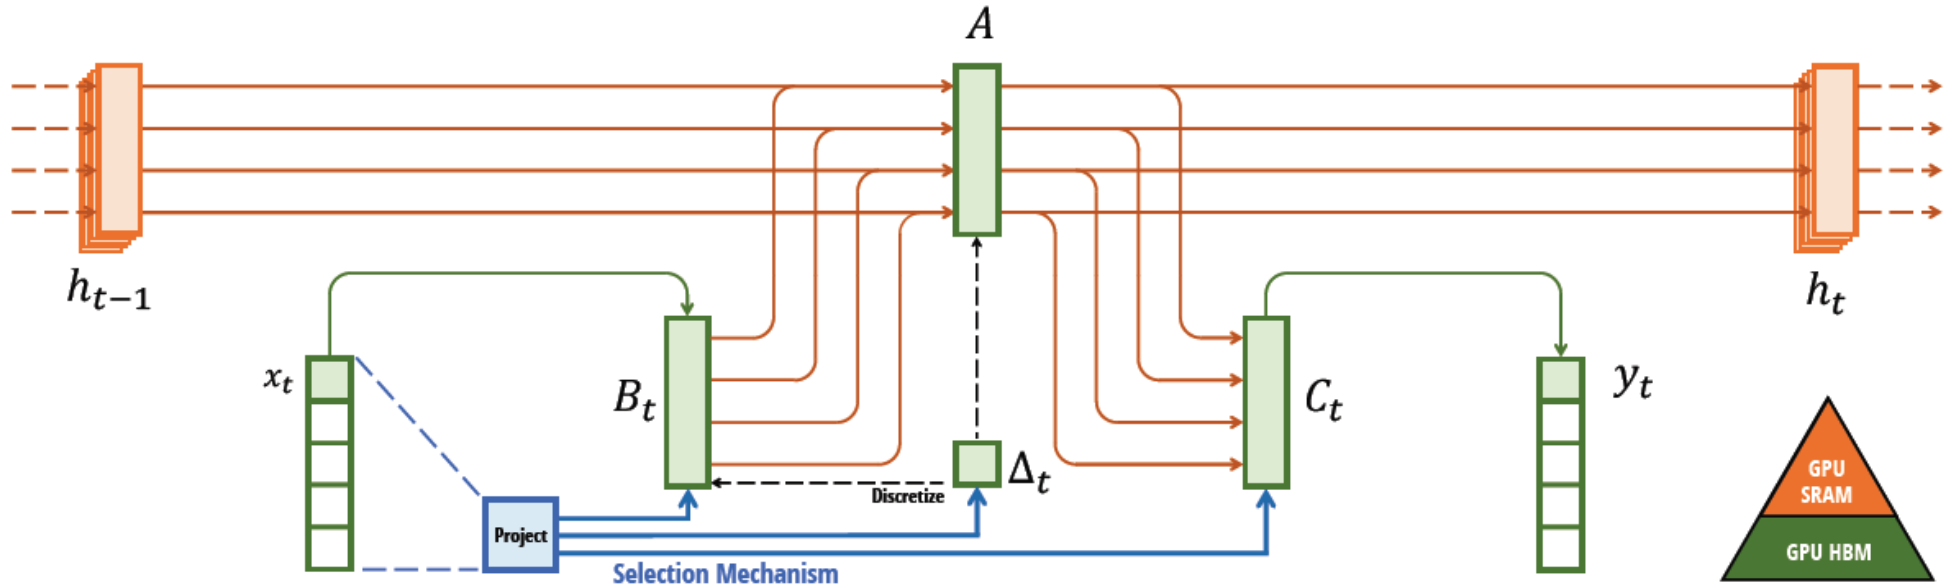 A
h_{t-1}
h_t
x_t
B_t
Δ_t
C_t
y_t
Discretize
Project
Selection Mechanism
GPU
SRAM
GPU HBM